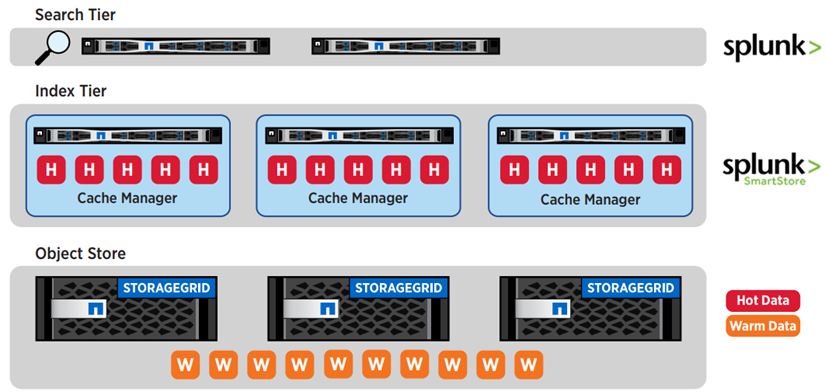 Search Tier
splunk>
Index Tier
H H H H H
H H H H H
H H H H H
Cache Manager
Cache Manager
Cache Manager
splunk>
SmartStore
Object Store
STORAGEGRID
STORAGEGRID
STORAGEGRID
W W W W W W W W W W
Hot Data
Warm Data